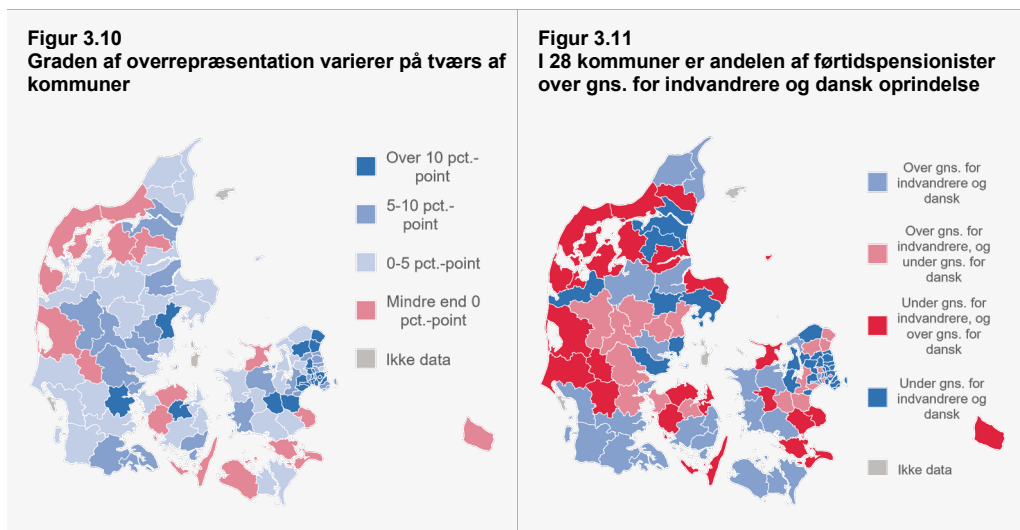 Figur 3.10
Graden af overrepræsentation varierer på tværs af
kommuner
Over 10 pct.-
point
5-10 pct.-
point
0-5 pct.-point
Mindre end 0
pct.-point
Ikke data
Figur 3.11
I 28 kommuner er andelen af førtidspensionister
over gns. for indvandrere og dansk oprindelse
Over gns. for
indvandrere og
dansk
Over gns. for
indvandrere, og
under gns. for
dansk
Under gns. for
indvandrere, og
over gns. for
dansk
Under gns. for
indvandrere og
dansk
Ikke data